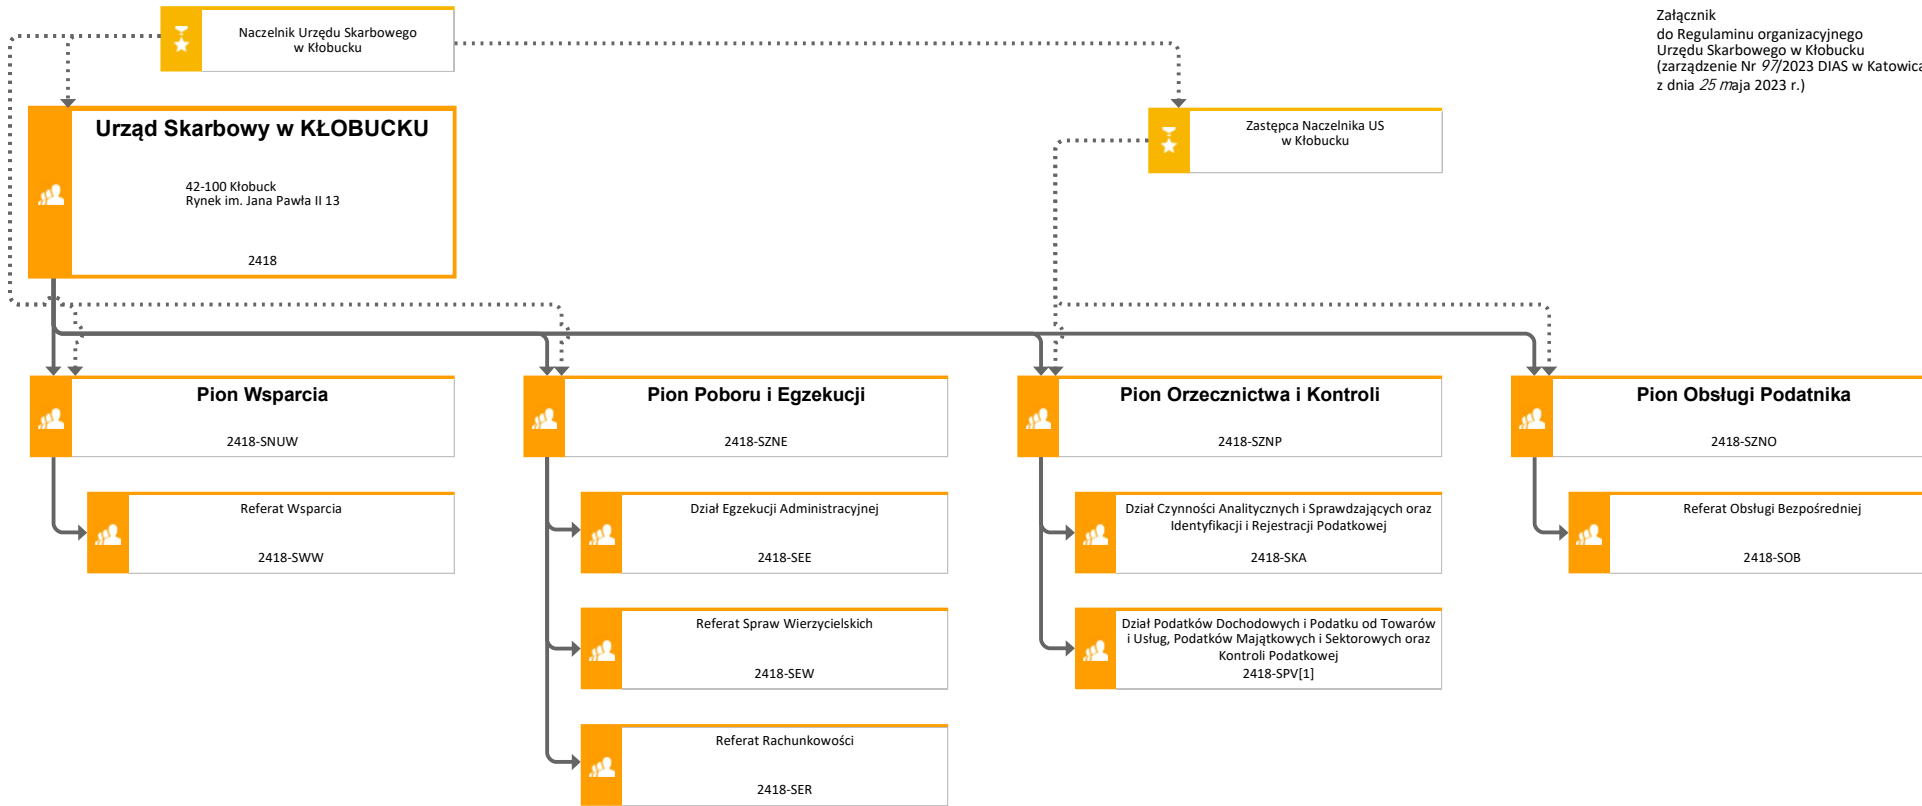 Załącznik
do Regulaminu organizacyjnego
Urzędu Skarbowego w Kłobucku
(zarządzenie Nr 97/2023 DIAS w Katowica
z dnia 25 maja 2023 r.)
Naczelnik Urzędu Skarbowego
w Kłobucku
Zastępca Naczelnika US
w Kłobucku
Urząd Skarbowy w KŁOBUCKU
42-100 Kłobuck
Rynek im. Jana Pawła II 13
2418
Pion Wsparcia
2418-SNUW
Referat Wsparcia
2418-SWW
Pion Poboru i Egzekucji
2418-SZNE
Dział Egzekucji Administracyjnej
2418-SEE
Referat Spraw Wierzycielskich
2418-SEW
Referat Rachunkowości
2418-SER
Pion Orzecznictwa i Kontroli
2418-SZNP
Dział Czynności Analitycznych i Sprawdzających oraz
Identyfikacji i Rejestracji Podatkowej
2418-SKA
Dział Podatków Dochodowych i Podatku od Towarów
i Usług, Podatków Majątkowych i Sektorowych oraz
Kontroli Podatkowej
2418-SPV[1]
Pion Obsługi Podatnika
2418-SZNO
Referat Obsługi Bezpośredniej
2418-SOB